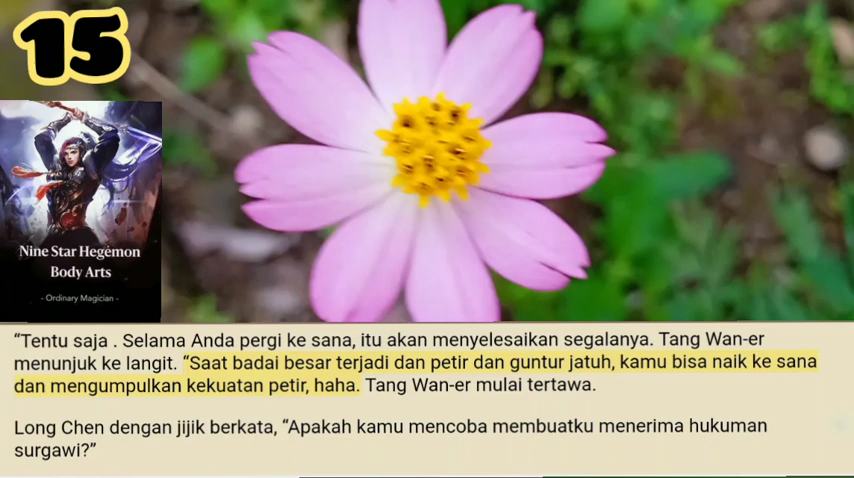 15
Nine Star Hegemon
Body Arts
- Ordinary Magician -
“Tentu saja . Selama Anda pergi ke sana, itu akan menyelesaikan segalanya. Tang Wan-er
menunjuk ke langit. “Saat badai besar terjadi dan petir dan guntur jatuh, kamu bisa naik ke sana
dan mengumpulkan kekuatan petir, haha. Tang Wan-er mulai tertawa.
Long Chen dengan jijik berkata, “Apakah kamu mencoba membuatku menerima hukuman
surgawi?”